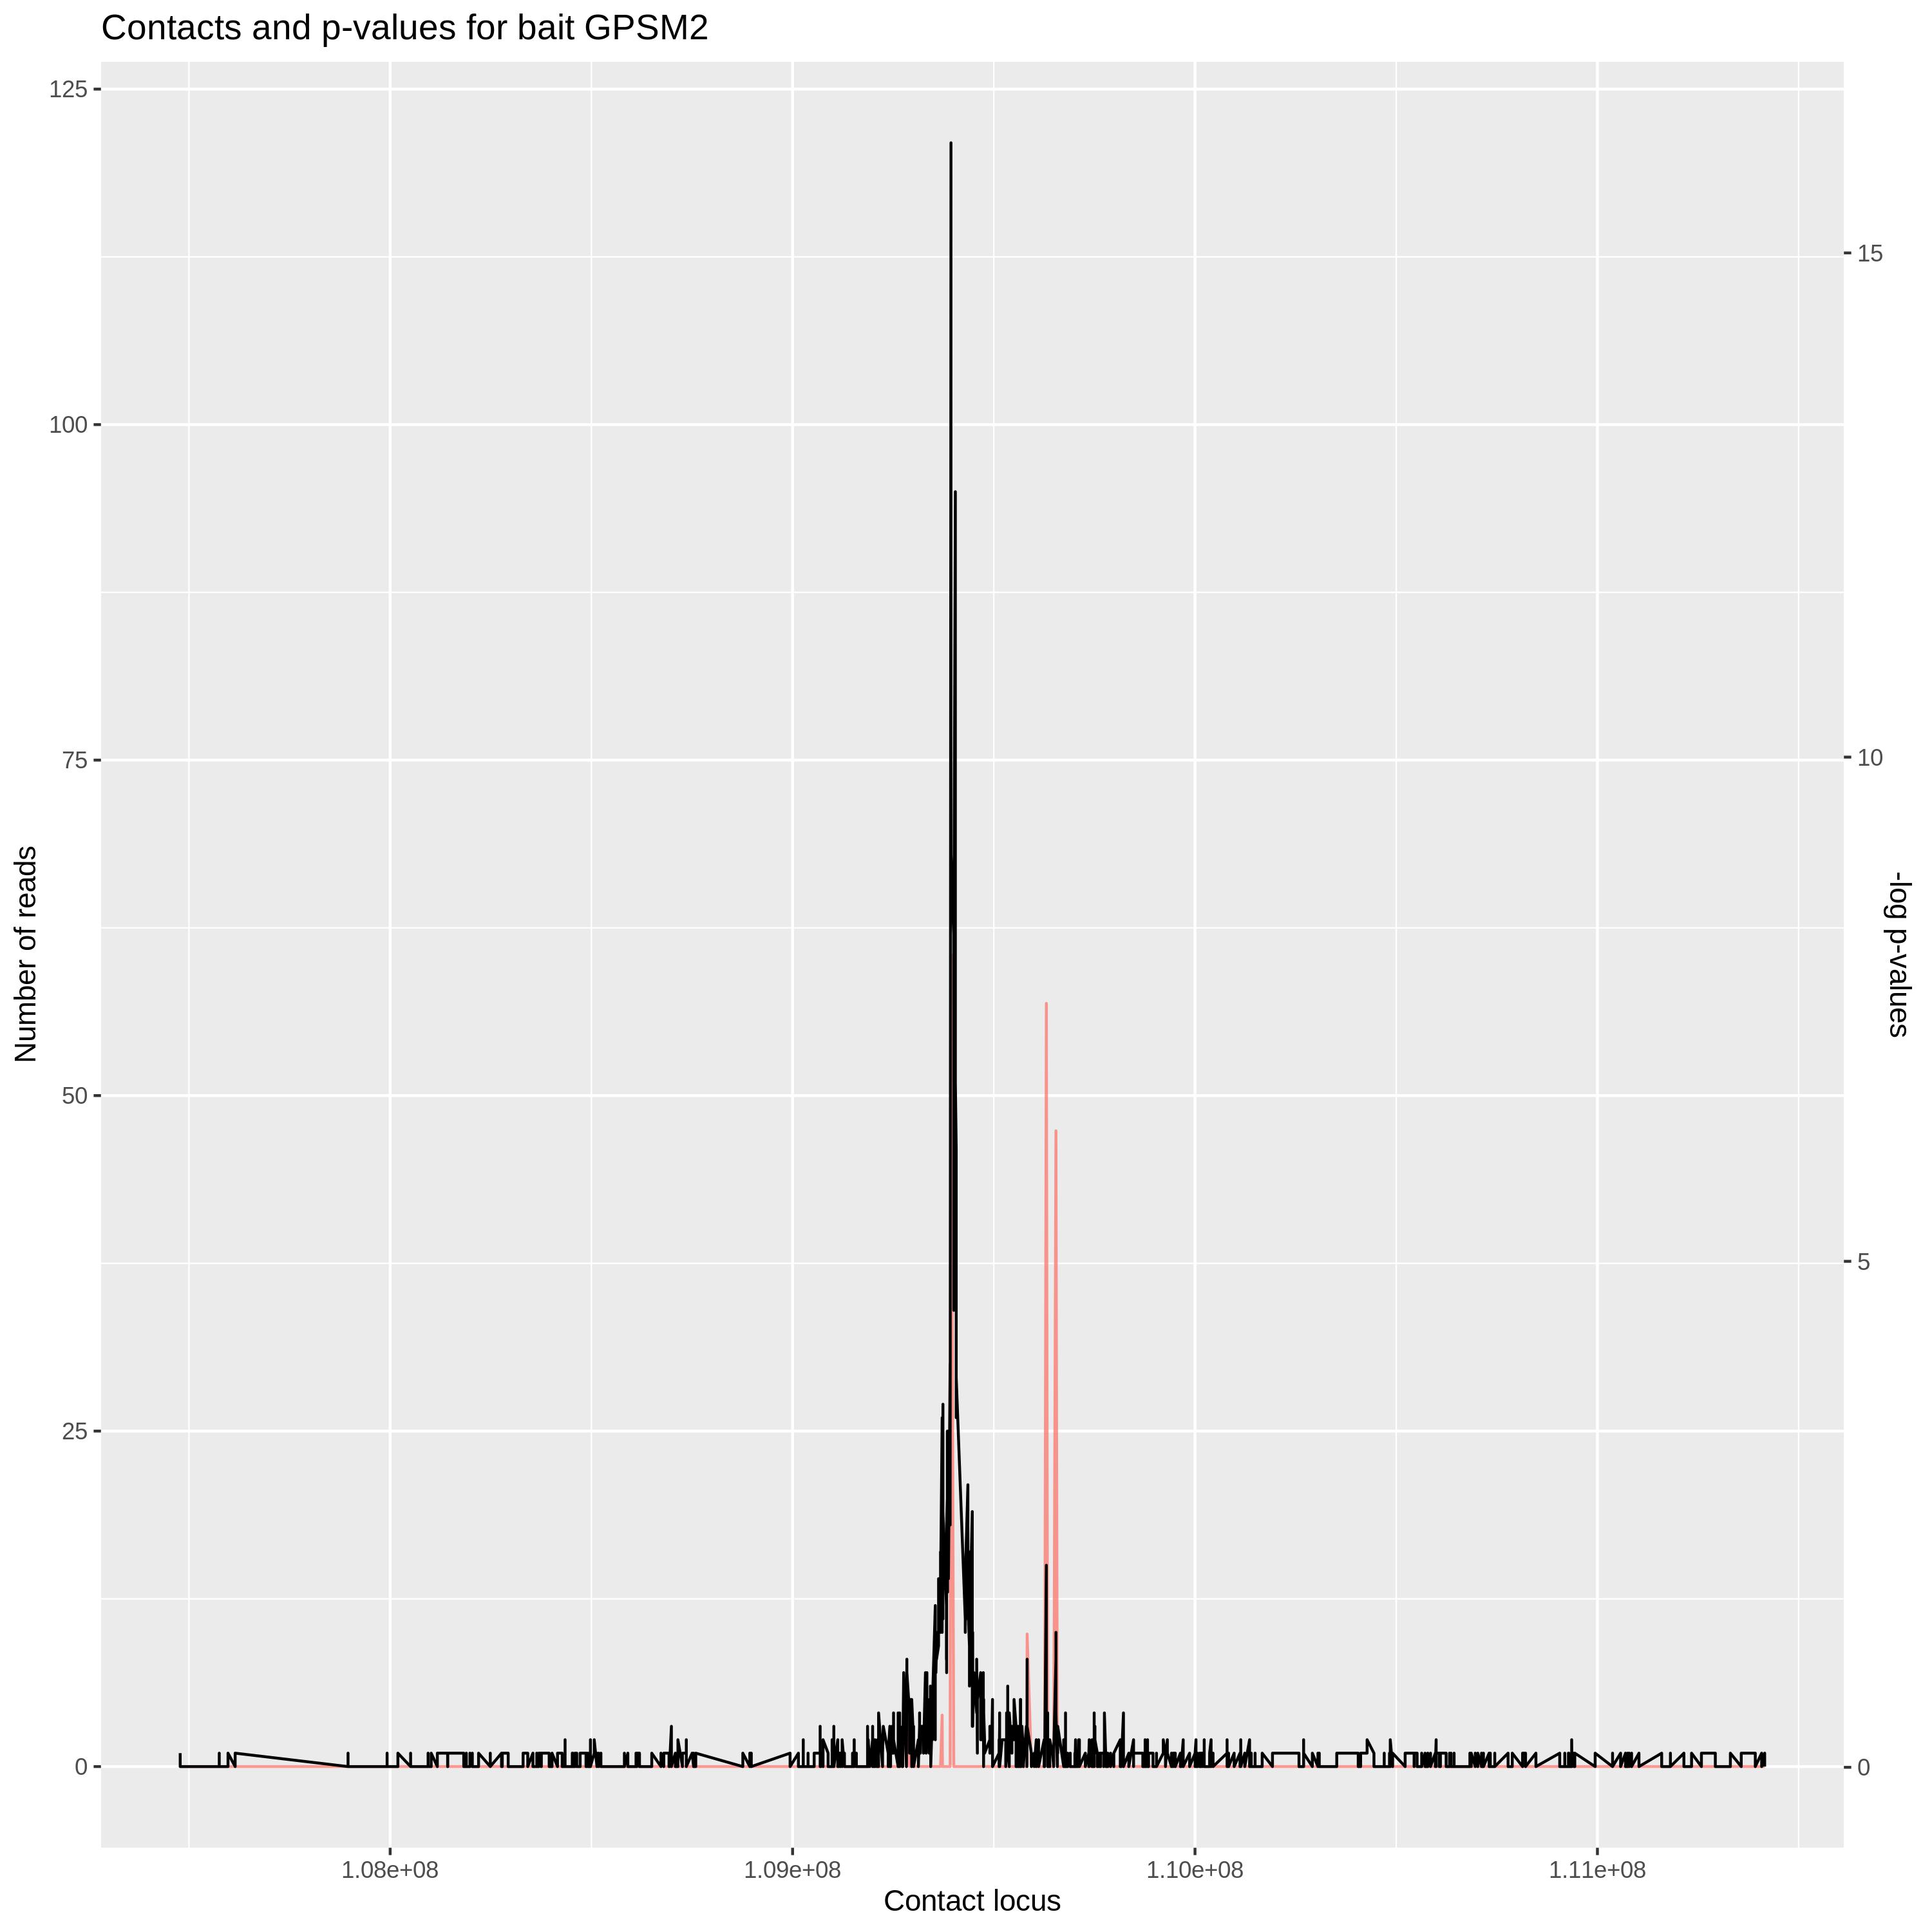 Contacts and p-values for bait GPSM2
125
100
75
50
25
0
Number of reads
15
10
5
0
-log p-values
1.08e+08
1.09e+08
1.10e+08
1.11e+08
Contact locus